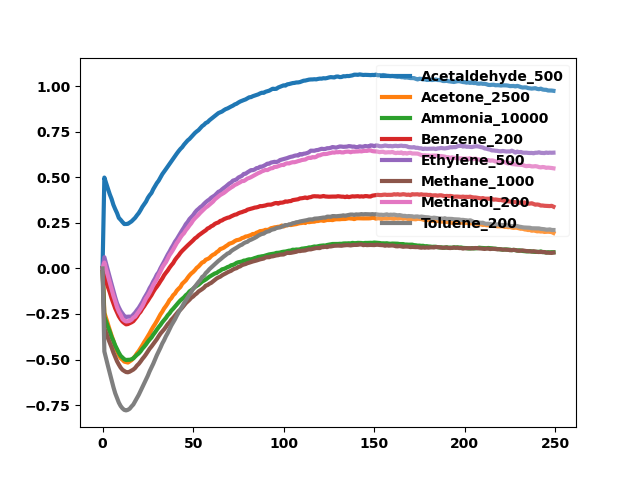 1.00
0.75
0.50
0.25
0.00
−0.25
−0.50
−0.75
0 50 100 150 200 250
Acetaldehyde_500
Acetone_2500
Ammonia_10000
Benzene_200
Ethylene_500
Methane_1000
Methanol_200
Toluene_200